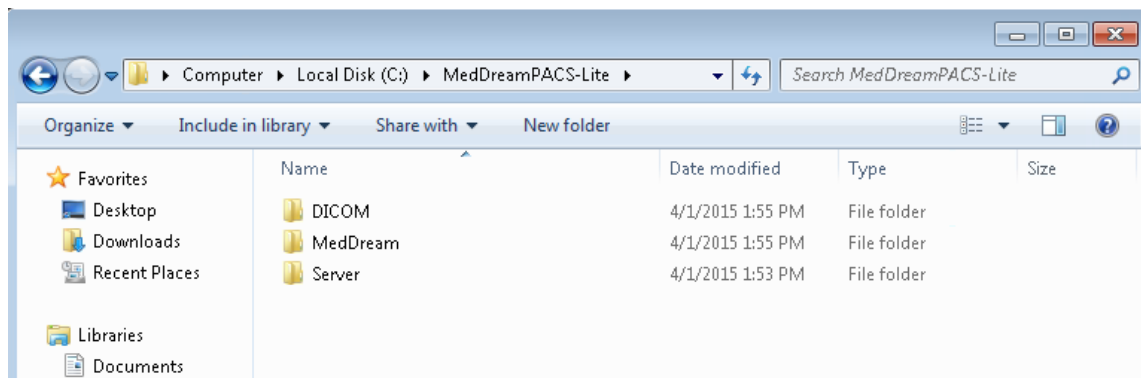 Computer Local Disk (C:) MedDreamPACS-Lite Search MedDreamPACS-Lite
Organize Include in library Share with New folder
Favorites
Desktop
Downloads
Recent Places
Libraries
Documents
Name Date modified Type Size
DICOM 4/1/2015 1:55 PM File folder
MedDream 4/1/2015 1:55 PM File folder
Server 4/1/2015 1:53 PM File folder